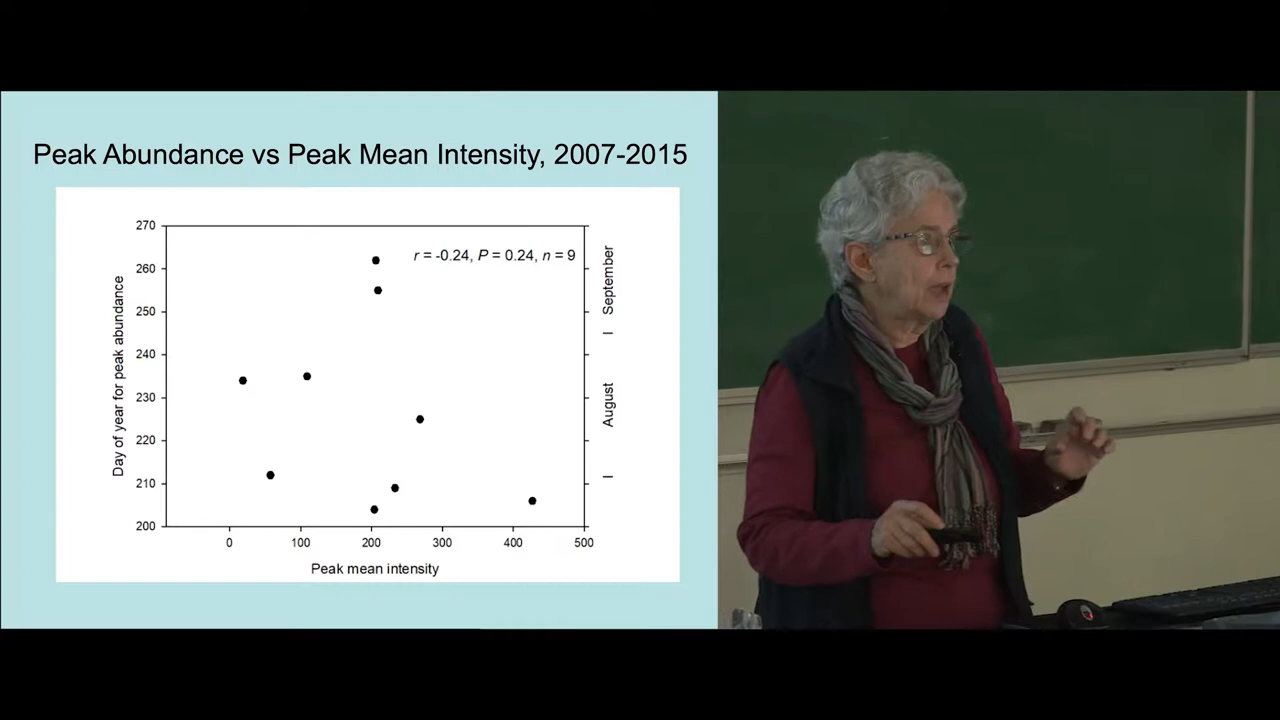 Peak Abundance vs Peak Mean Intensity, 2007-2015
r = -0.24, P = 0.24, n = 9
270
260
250
240
230
220
210
200
Day of year for peak abundance
| September
| August
0 100 200 300 400 500
Peak mean intensity